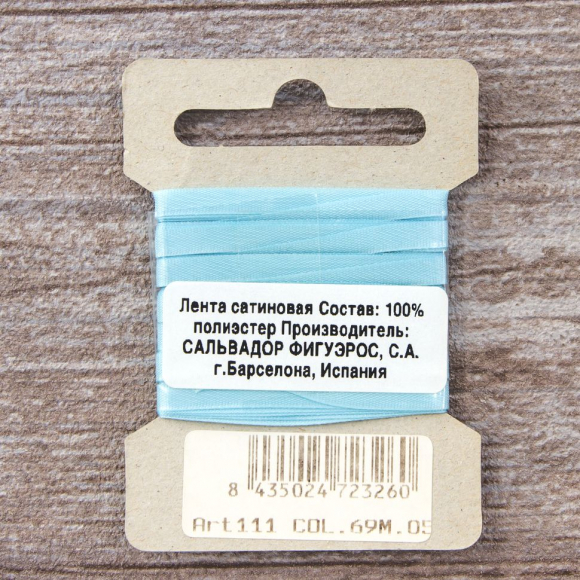 Лента сатиновая Состав: 100%
полиэстер Производитель:
САЛЬВАДОР ФИГУЭРОС, С.А.
г.Барселона, Испания
8 435024 723260
Art111 COL.69M.05